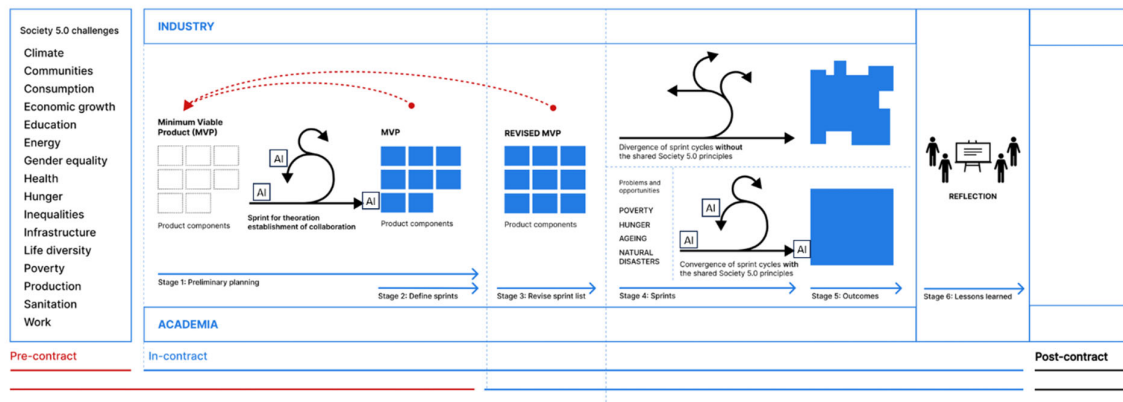 Society 5.0 challenges
Climate
Communities
Consumption
Economic growth
Education
Energy
Gender equality
Health
Hunger
Inequalities
Infrastructure
Life diversity
Poverty
Production
Sanitation
Work
INDUSTRY
Minimum Viable
Product (MVP)
Product components
AI
AI
AI
Sprint for theoration
establishment of collaboration
MVP
Product components
REVISED MVP
Product components
Divergence of sprint cycles without
the shared Society 5.0 principles
Problems and
opportunities
POVERTY
HUNGER
AGEING
NATURAL
DISASTERS
AI
AI
AI
Convergence of sprint cycles with
the shared Society 5.0 principles
REFLECTION
Stage 1: Preliminary planning
Stage 2: Define sprints
Stage 3: Revise sprint list
Stage 4: Sprints
Stage 5: Outcomes
Stage 6: Lessons learned
ACADEMIA
Pre-contract
In-contract
Post-contract